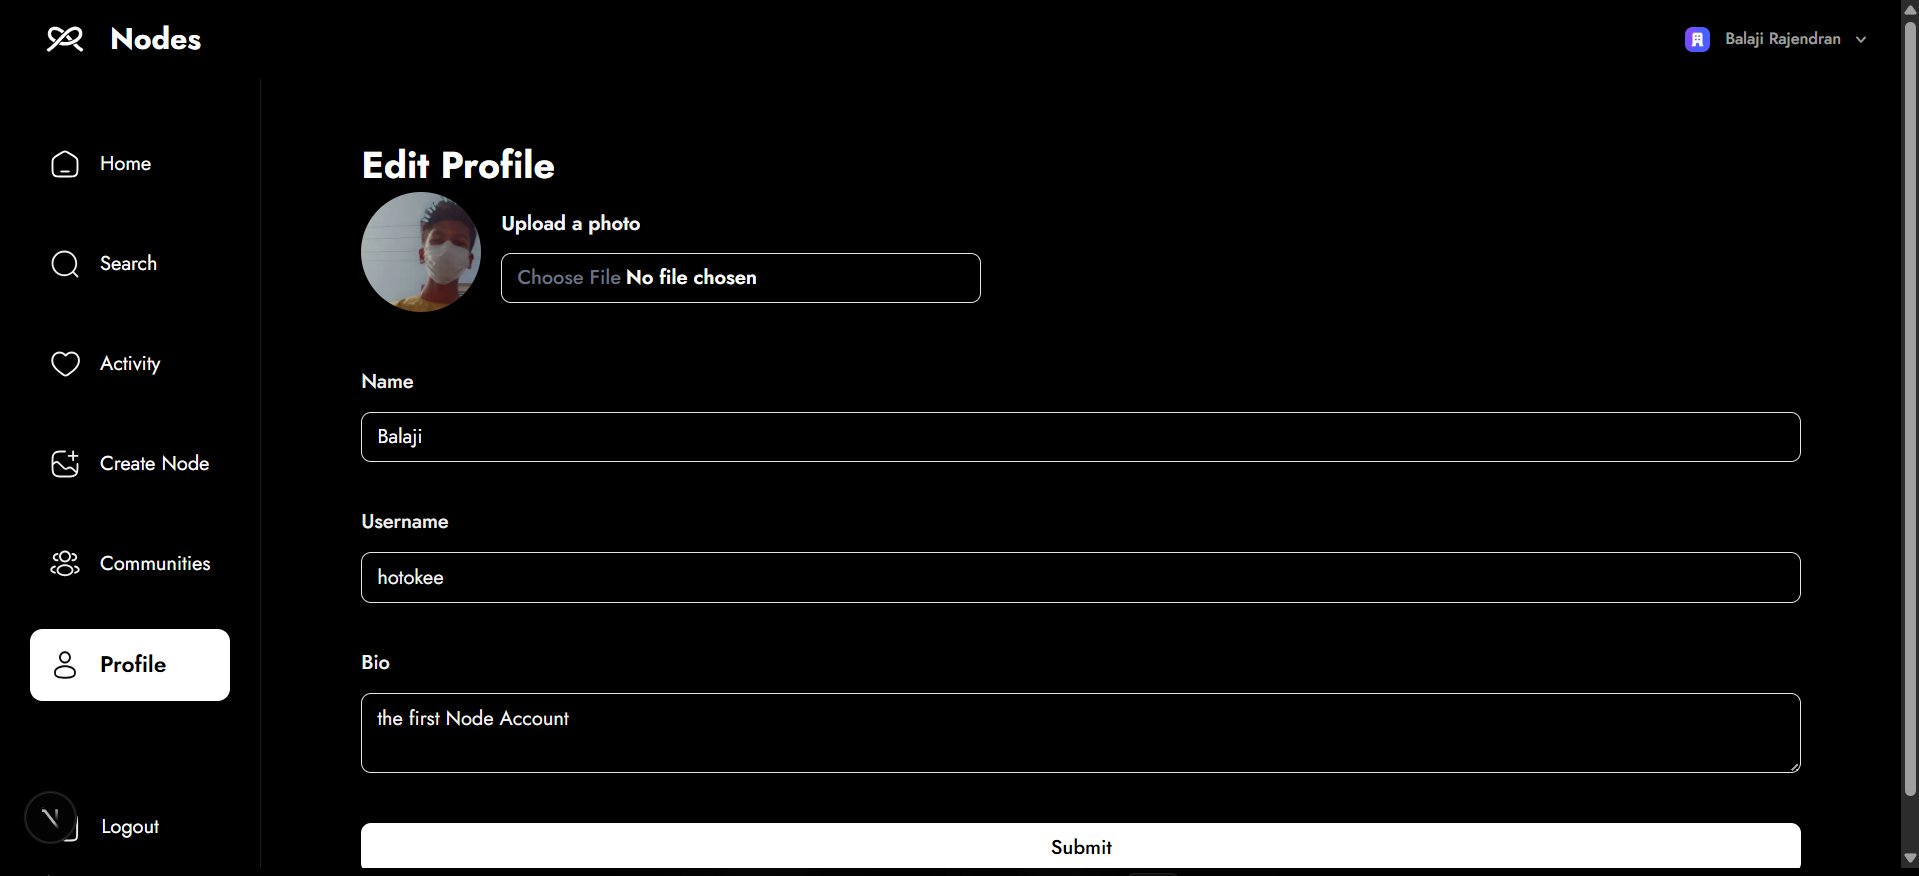 Nodes
Balaji Rajendran
Home
Search
Activity
Create Node
Communities
Profile
Logout
Edit Profile
Upload a photo
Choose File No file chosen
Name
Balaji
Username
hotokee
Bio
the first Node Account
Submit